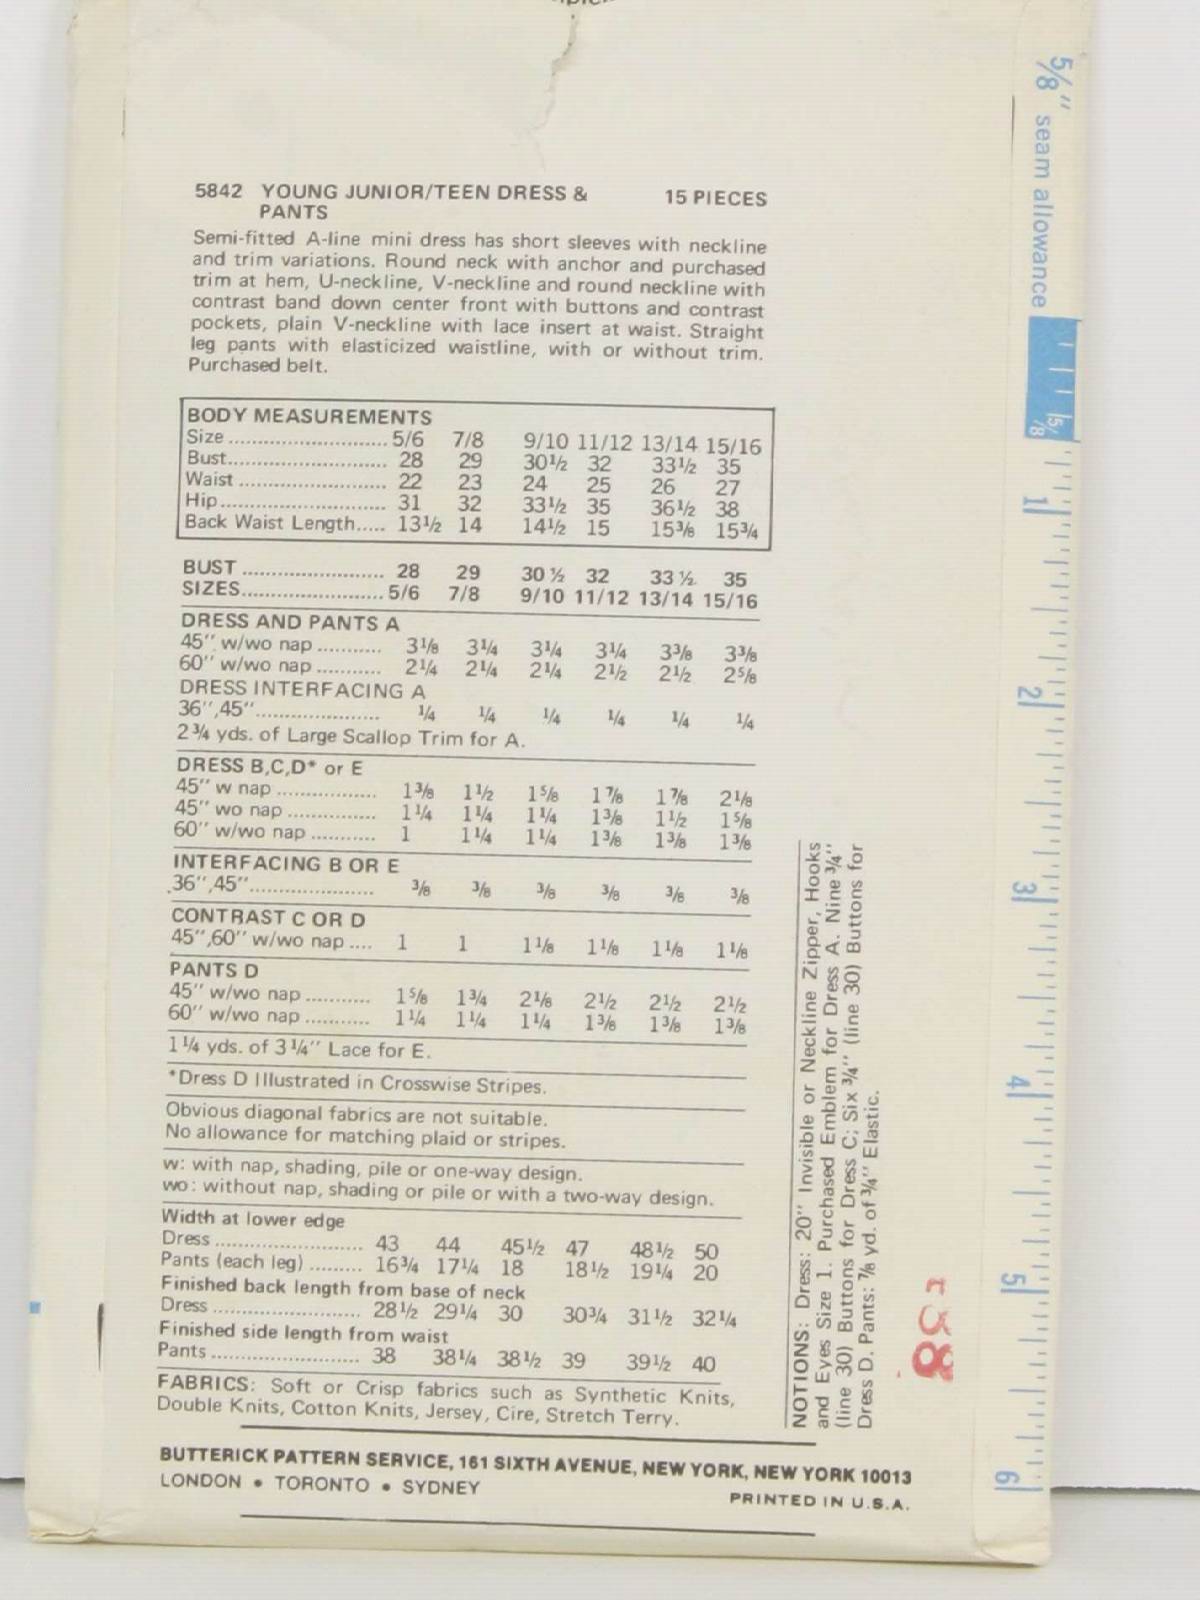 5842 YOUNG JUNIOR/TEEN DRESS & 15 PIECES
PANTS
Semi-fitted A-line mini dress has short sleeves with neckline
and trim variations. Round neck with anchor and purchased
trim at hem, U-neckline, V-neckline and round neckline with
contrast band down center front with buttons and contrast
pockets, plain V-neckline with lace insert at waist. Straight
leg pants with elasticized waistline, with or without trim.
Purchased belt.
BODY MEASUREMENTS
Size ........................... 5/6 7/8 9/10 11/12 13/14 15/16
Bust........................... 28 29 30½ 32 33½ 35
Waist ......................... 22 23 24 25 26 27
Hip............................ 31 32 33½ 35 36½ 38
Back Waist Length..... 13½ 14 14½ 15 15⅜ 15¾
BUST ........................ 28 29 30 ½ 32 33 ½ 35
SIZES........................ 5/6 7/8 9/10 11/12 13/14 15/16
DRESS AND PANTS A
45" w/wo nap ........... 3⅛ 3¼ 3¼ 3¼ 3⅜ 3⅜
60" w/wo nap ........... 2¼ 2¼ 2¼ 2½ 2½ 2⅝
DRESS INTERFACING A
36",45"..................... ¼ ¼ ¼ ¼ ¼ ¼
2¾ yds. of Large Scallop Trim for A.
DRESS B,C,D* or E
45" w nap ................. 1⅜ 1½ 1⅝ 1⅞ 1⅞ 2⅛
45" wo nap ............... 1¼ 1¼ 1¼ 1⅜ 1½ 1⅝
60" w/wo nap ........... 1 1¼ 1¼ 1⅜ 1⅜ 1⅜
INTERFACING B OR E
36",45"..................... ⅜ ⅜ ⅜ ⅜ ⅜ ⅜
CONTRAST C OR D
45",60" w/wo nap .... 1 1 1⅛ 1⅛ 1⅛ 1⅛
PANTS D
45" w/wo nap ........... 1⅝ 1¾ 2⅛ 2½ 2½ 2½
60" w/wo nap ........... 1¼ 1¼ 1¼ 1⅜ 1⅜ 1⅜
1¼ yds. of 3¼" Lace for E.
*Dress D Illustrated in Crosswise Stripes.
Obvious diagonal fabrics are not suitable.
No allowance for matching plaid or stripes.
w: with nap, shading, pile or one-way design.
wo: without nap, shading or pile or with a two-way design.
Width at lower edge
Dress ......................... 43 44 45½ 47 48½ 50
Pants (each leg) ......... 16¾ 17¼ 18 18½ 19¼ 20
Finished back length from base of neck
Dress ......................... 28½ 29¼ 30 30¾ 31½ 32¼
Finished side length from waist
Pants ......................... 38 38¼ 38½ 39 39½ 40
FABRICS: Soft or Crisp fabrics such as Synthetic Knits,
Double Knits, Cotton Knits, Jersey, Cire, Stretch Terry.
BUTTERICK PATTERN SERVICE, 161 SIXTH AVENUE, NEW YORK, NEW YORK 10013
LONDON • TORONTO • SYDNEY
PRINTED IN U.S.A.
NOTIONS: Dress: 20" Invisible or Neckline Zipper, Hooks
and Eyes Size 1. Purchased Emblem for Dress A. Nine ¾"
(line 30) Buttons for Dress C; Six ¾" (line 30) Buttons for
Dress D. Pants: ⅞ yd. of ¾" Elastic.
5/8" seam allowance
5/8
1
2
3
4
5
6